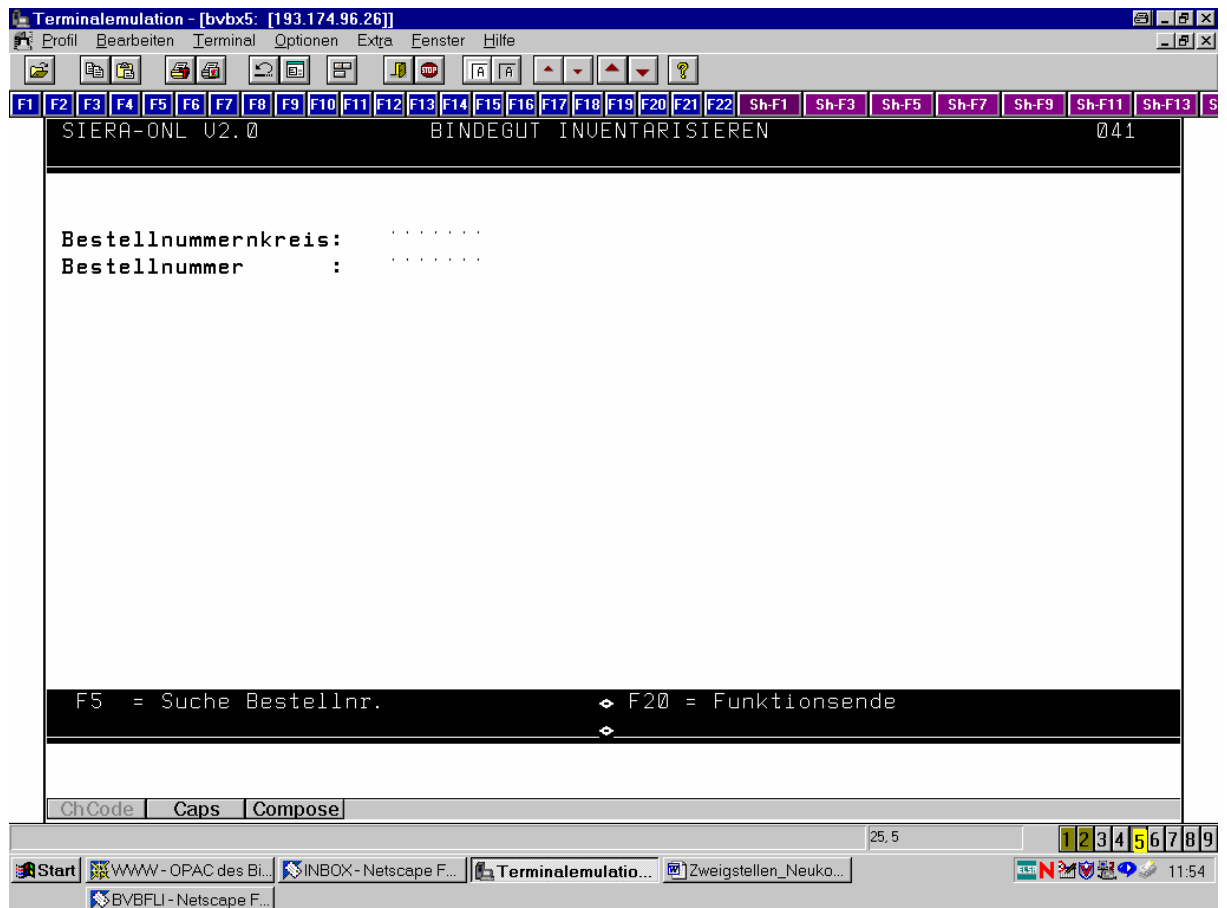 Terminalemulation - [bvbx5: [193.174.96.26]]
Profil Bearbeiten Terminal Optionen Extra Fenster Hilfe
STOP A A ?
F1 F2 F3 F4 F5 F6 F7 F8 F9 F10 F11 F12 F13 F14 F15 F16 F17 F18 F19 F20 F21 F22 Sh-F1 Sh-F3 Sh-F5 Sh-F7 Sh-F9 Sh-F11 Sh-F13 S
SIERA-ONL V2.0 BINDEGUT INVENTARISIEREN 041
Bestellnummernkreis: .......
Bestellnummer : .......
F5 = Suche Bestellnr. F20 = Funktionsende
ChCode Caps Compose
25, 5 1 2 3 4 5 6 7 8 9
Start WWW - OPAC des Bi... INBOX - Netscape F... Terminalemulatio... Zweigstellen_Neuko... N 11:54
BVBFLI - Netscape F...